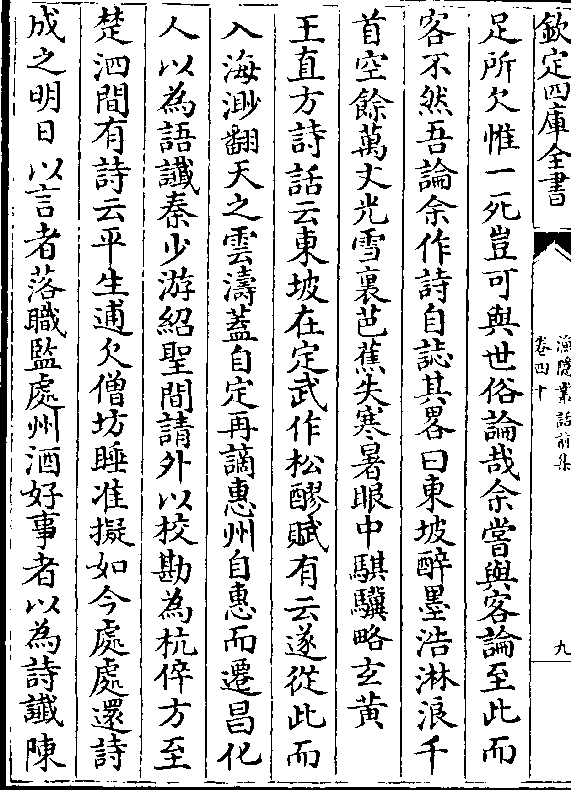 欽定四庫全書
漁隱叢話前集
卷四十
九
足所欠惟一死豈可與世俗論哉余嘗與客論至此而
客不然吾論余作詩自誌其畧曰東坡醉墨浩淋浪千
首空餘萬丈光雪裏芭蕉失寒暑眼中騏驥略玄黄
王直方詩話云東坡在定武作松醪賦有云遂從此而
入海渺翻天之雲濤蓋自定再謫惠州自惠而遷昌化
人以為語讖秦少游紹聖間請外以校勘為杭倅方至
楚泗間有詩云平生逋欠僧坊睡准擬如今處處還詩
成之明日以言者落職監處州酒好事者以為詩讖陳